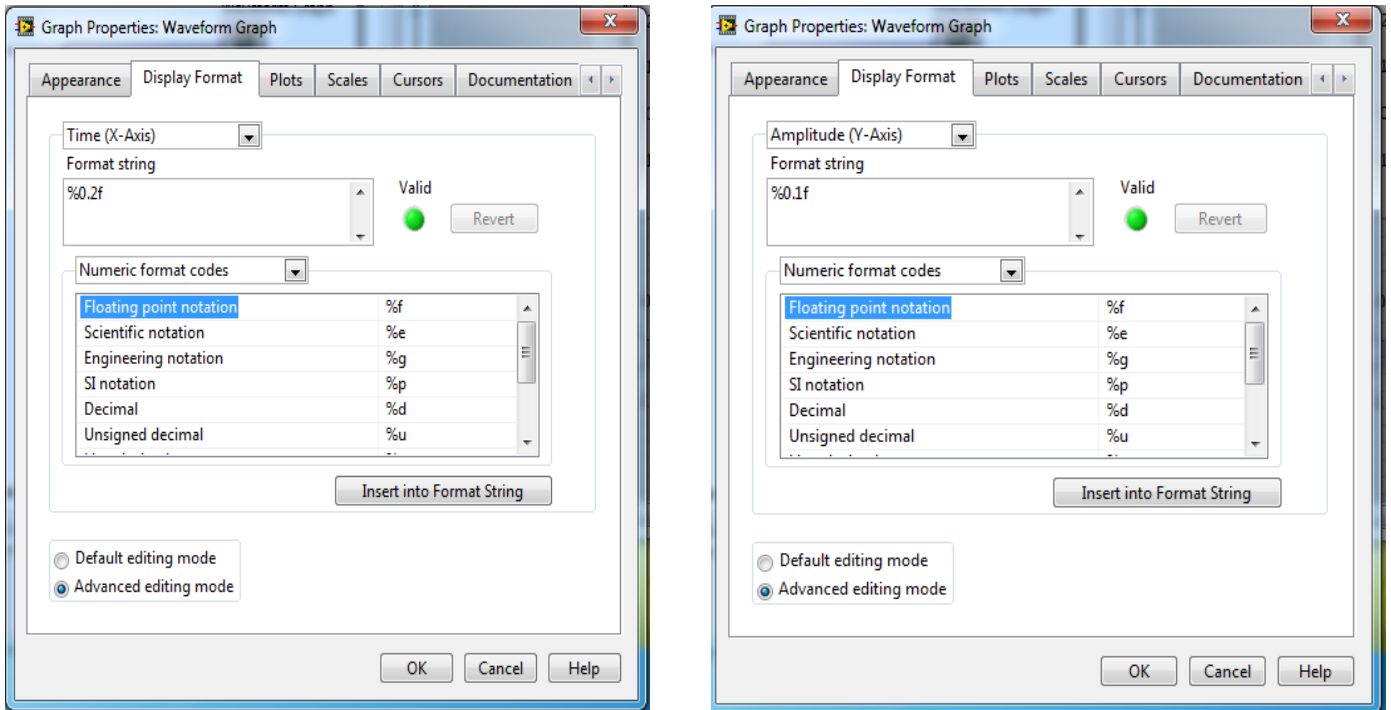 Graph Properties: Waveform Graph
Appearance Display Format Plots Scales Cursors Documentation
Time (X-Axis)
Format string
%0.2f
Valid
Revert
Numeric format codes
Floating point notation %f
Scientific notation %e
Engineering notation %g
SI notation %p
Decimal %d
Unsigned decimal %u
Insert into Format String
Default editing mode
Advanced editing mode
OK Cancel Help
Graph Properties: Waveform Graph
Appearance Display Format Plots Scales Cursors Documentation
Amplitude (Y-Axis)
Format string
%0.1f
Valid
Revert
Numeric format codes
Floating point notation %f
Scientific notation %e
Engineering notation %g
SI notation %p
Decimal %d
Unsigned decimal %u
Insert into Format String
Default editing mode
Advanced editing mode
OK Cancel Help